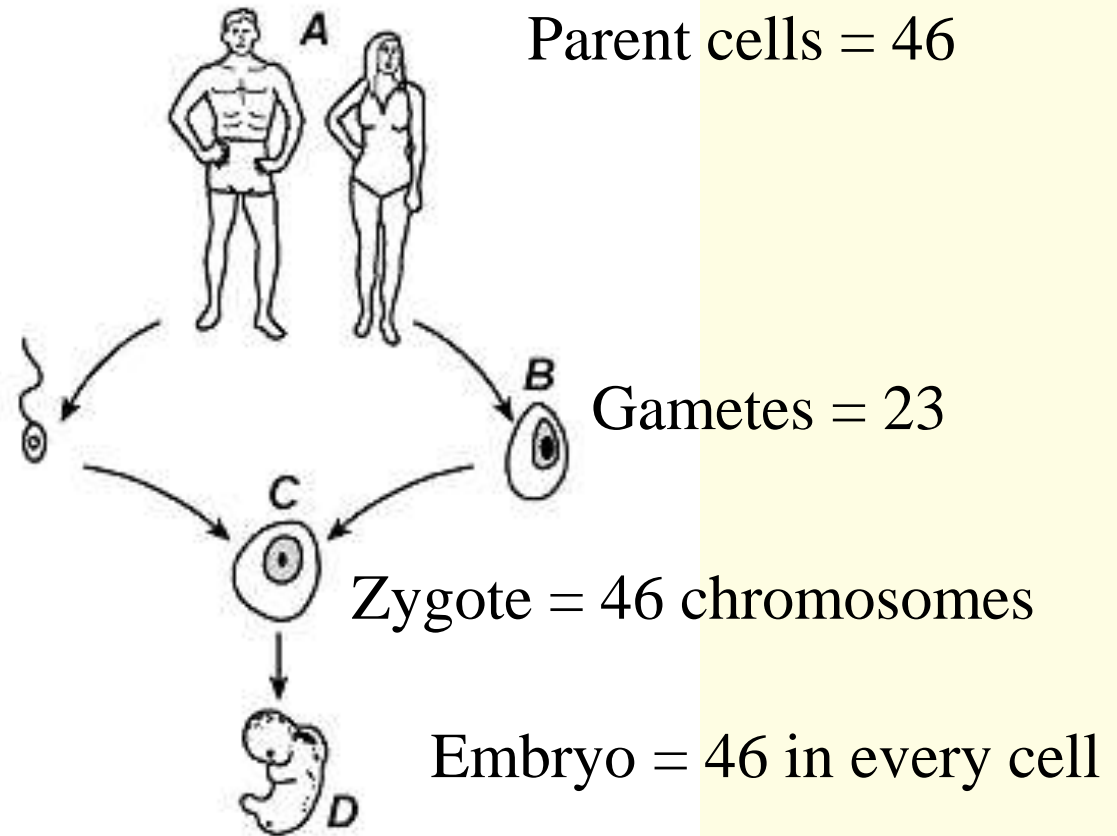 A
Parent cells = 46
B
Gametes = 23
C
Zygote = 46 chromosomes
Embryo = 46 in every cell
D